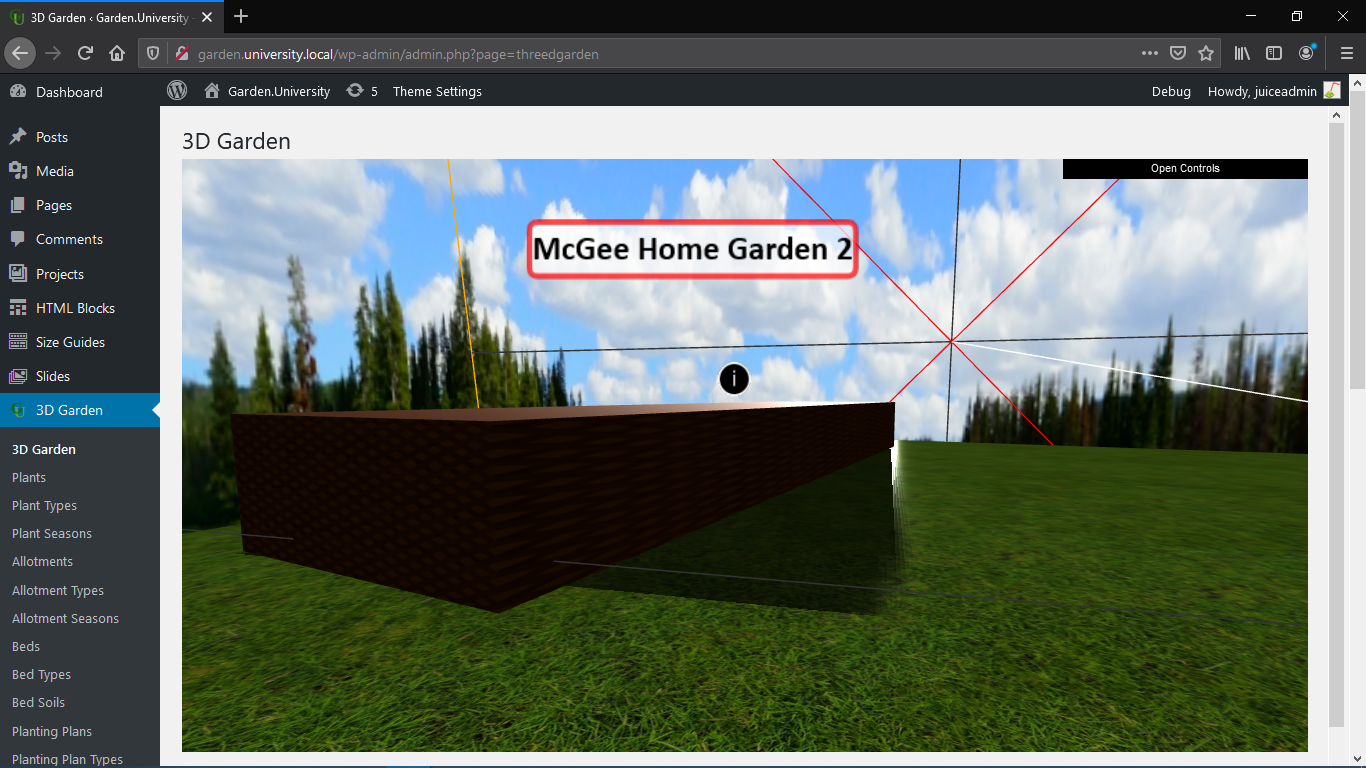 3D Garden ‹ Garden.University -
garden.university.local/wp-admin/admin.php?page=threedgarden
Garden.University
5
Theme Settings
Debug
Howdy, juiceadmin
Dashboard
Posts
Media
Pages
Comments
Projects
HTML Blocks
Size Guides
Slides
3D Garden
3D Garden
Plants
Plant Types
Plant Seasons
Allotments
Allotment Types
Allotment Seasons
Beds
Bed Types
Bed Soils
Planting Plans
Planting Plan Types
3D Garden
Open Controls
McGee Home Garden 2
i